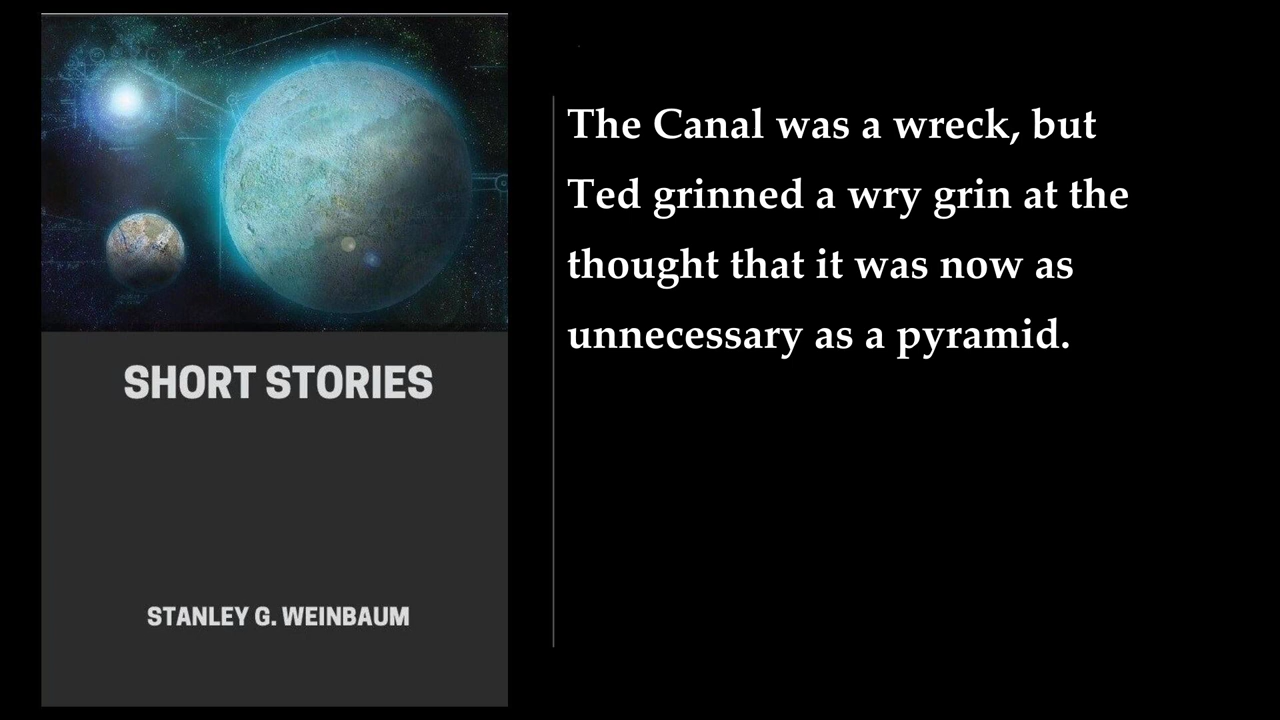 SHORT STORIES
STANLEY G. WEINBAUM
The Canal was a wreck, but
Ted grinned a wry grin at the
thought that it was now as
unnecessary as a pyramid.